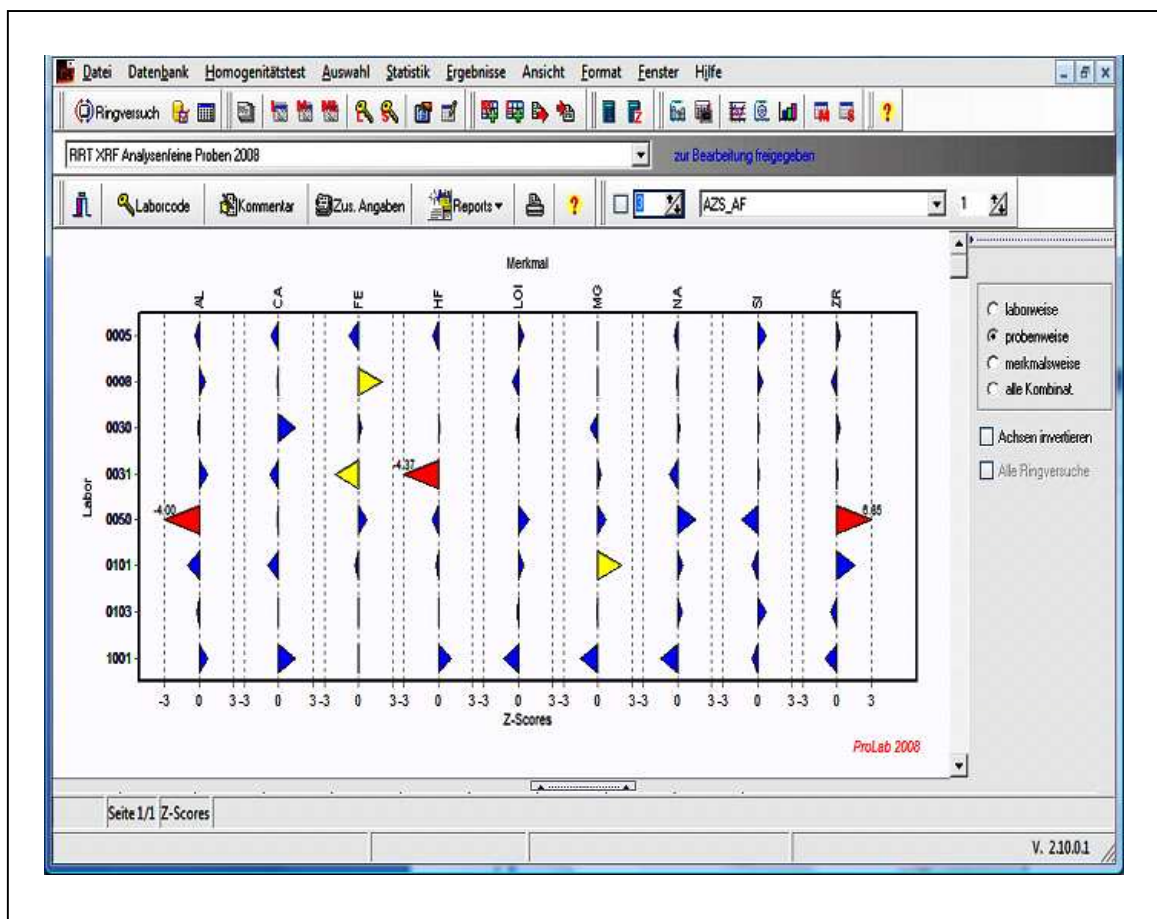 Datei Datenbank Homogenitätstest Auswahl Statistik Ergebnisse Ansicht Format Fenster Hilfe
Ringversuch
RRT XRF Analysenfeine Proben 2008 zur Bearbeitung freigegeben
Laborcode Kommentar Zus. Angaben Reports 3 AZS_AF 1
Merkmal
AL CA FE HF LOI MG NA SI ZR
Labor
0005
0008
0030
0031 -4.37
0050 -4.00
0101
0103
1001
-3 0 3 -3 0 3 -3 0 3 -3 0 3 -3 0 3 -3 0 3 -3 0 3 -3 0 3 -3 0 3
Z-Scores
ProLab 2008
laborweise
probenweise
merkmalsweise
alle Kombinat.
Achsen invertieren
Alle Ringversuche
Seite 1/1 Z-Scores
V. 2.10.0.1